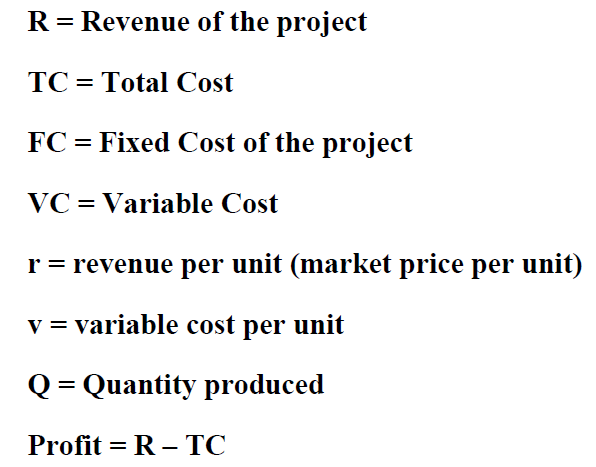 R = Revenue of the project
TC = Total Cost
FC = Fixed Cost of the project
VC = Variable Cost
r = revenue per unit (market price per unit)
v = variable cost per unit
Q = Quantity produced
Profit = R – TC